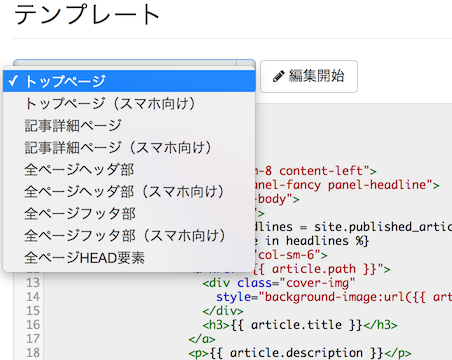 テンプレート
✓ トップページ
編集開始
トップページ（スマホ向け）
記事詳細ページ
記事詳細ページ（スマホ向け）
全ページヘッダ部
全ページヘッダ部（スマホ向け）
全ページフッタ部
全ページフッタ部（スマホ向け）
全ページHEAD要素
m-8 content-left">
anel-fancy panel-headline">
-body">
>
dlines = site.published_artic
e in headlines %}
"col-sm-6">
{{ article.path }}">
13 <div class="cover-img"
14 style="background-image:url({{ art
15 </div>
16 <h3>{{ article.title }}</h3>
17 </a>
18 <p>{{ article.description }}</p>